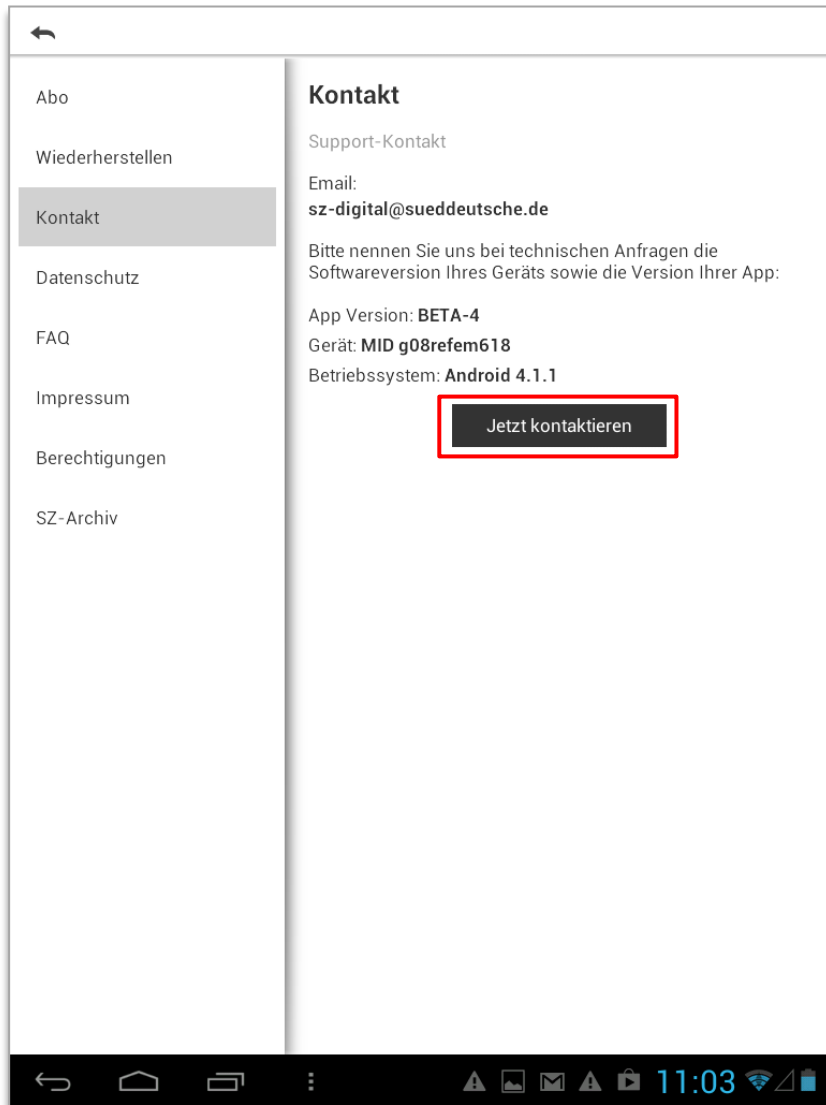 Abo
Wiederherstellen
Kontakt
Datenschutz
FAQ
Impressum
Berechtigungen
SZ-Archiv
Kontakt
Support-Kontakt
Email:
sz-digital@sueddeutsche.de
Bitte nennen Sie uns bei technischen Anfragen die
Softwareversion Ihres Geräts sowie die Version Ihrer App:
App Version: BETA-4
Gerät: MID g08refem618
Betriebssystem: Android 4.1.1
Jetzt kontaktieren
11:03